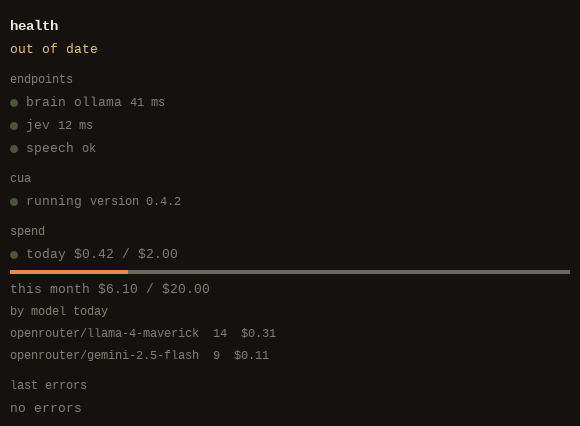 health
out of date
endpoints
brain ollama 41 ms
jev 12 ms
speech ok
cua
running version 0.4.2
spend
today $0.42 / $2.00
this month $6.10 / $20.00
by model today
openrouter/llama-4-maverick 14 $0.31
openrouter/gemini-2.5-flash 9 $0.11
last errors
no errors